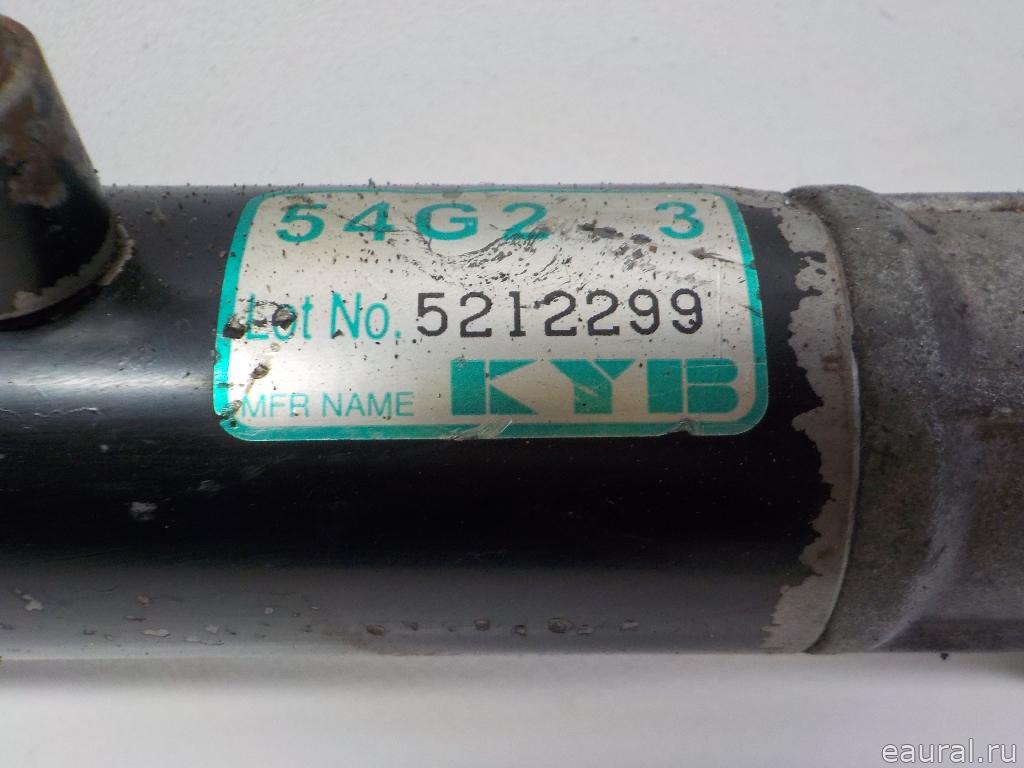 54G2 3
Lot No. 5212299
MFR NAME KYB
eaural.ru